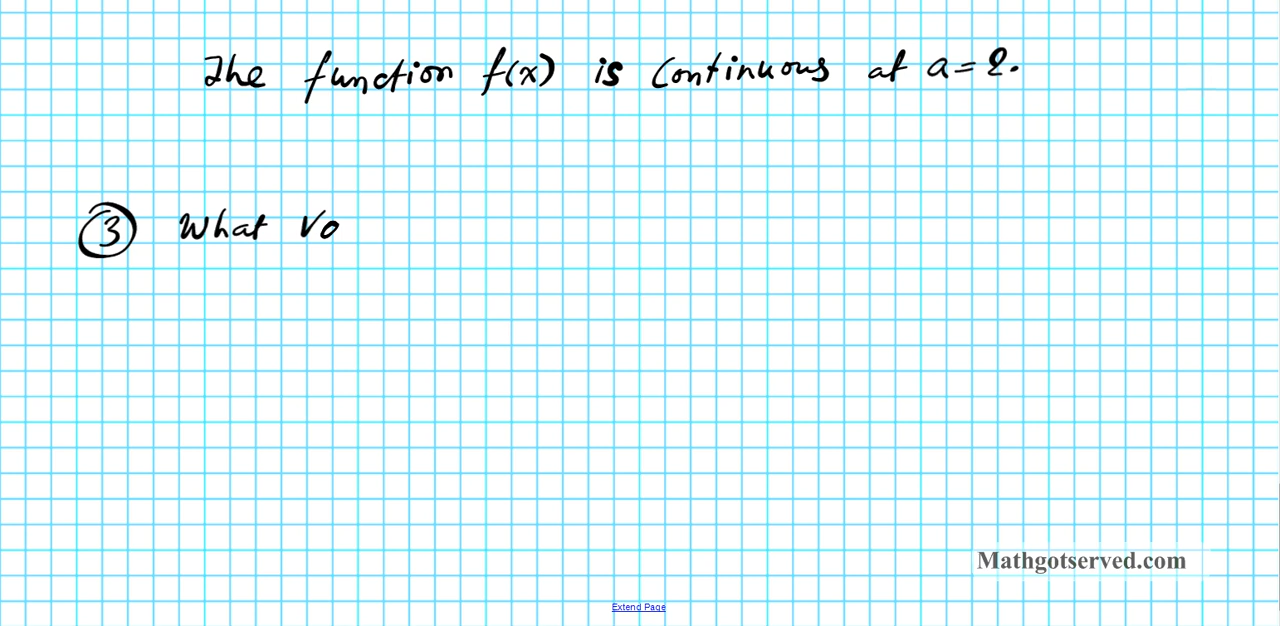 The function f(x) is continuous at a=2.
③ What Vo
Mathgotserved.com
Extend Page